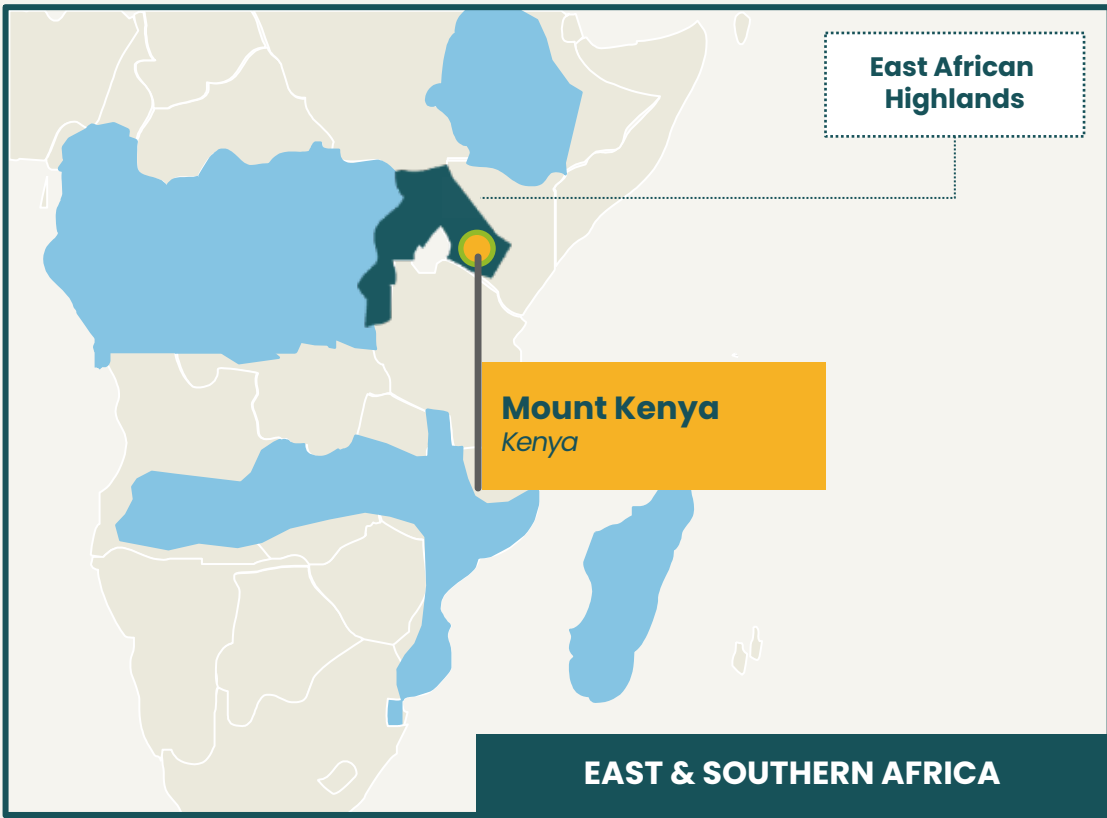 East African
Highlands
Mount Kenya
Kenya
EAST & SOUTHERN AFRICA